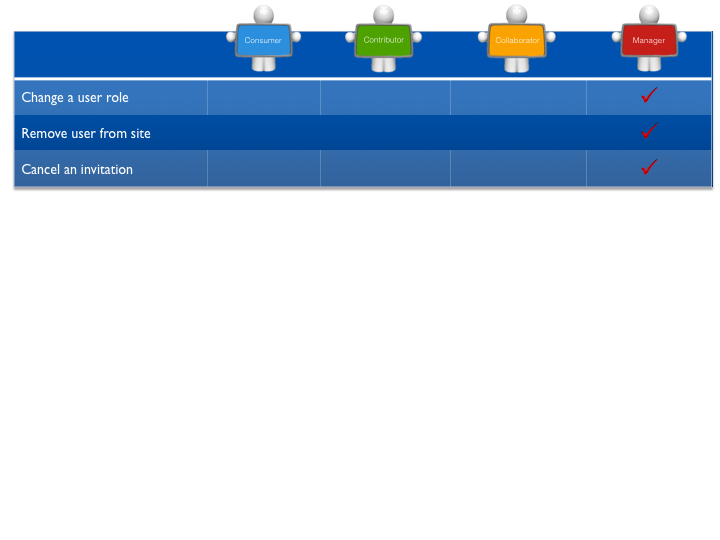 Consumer
Contributor
Collaborator
Manager
Change a user role
Remove user from site
Cancel an invitation